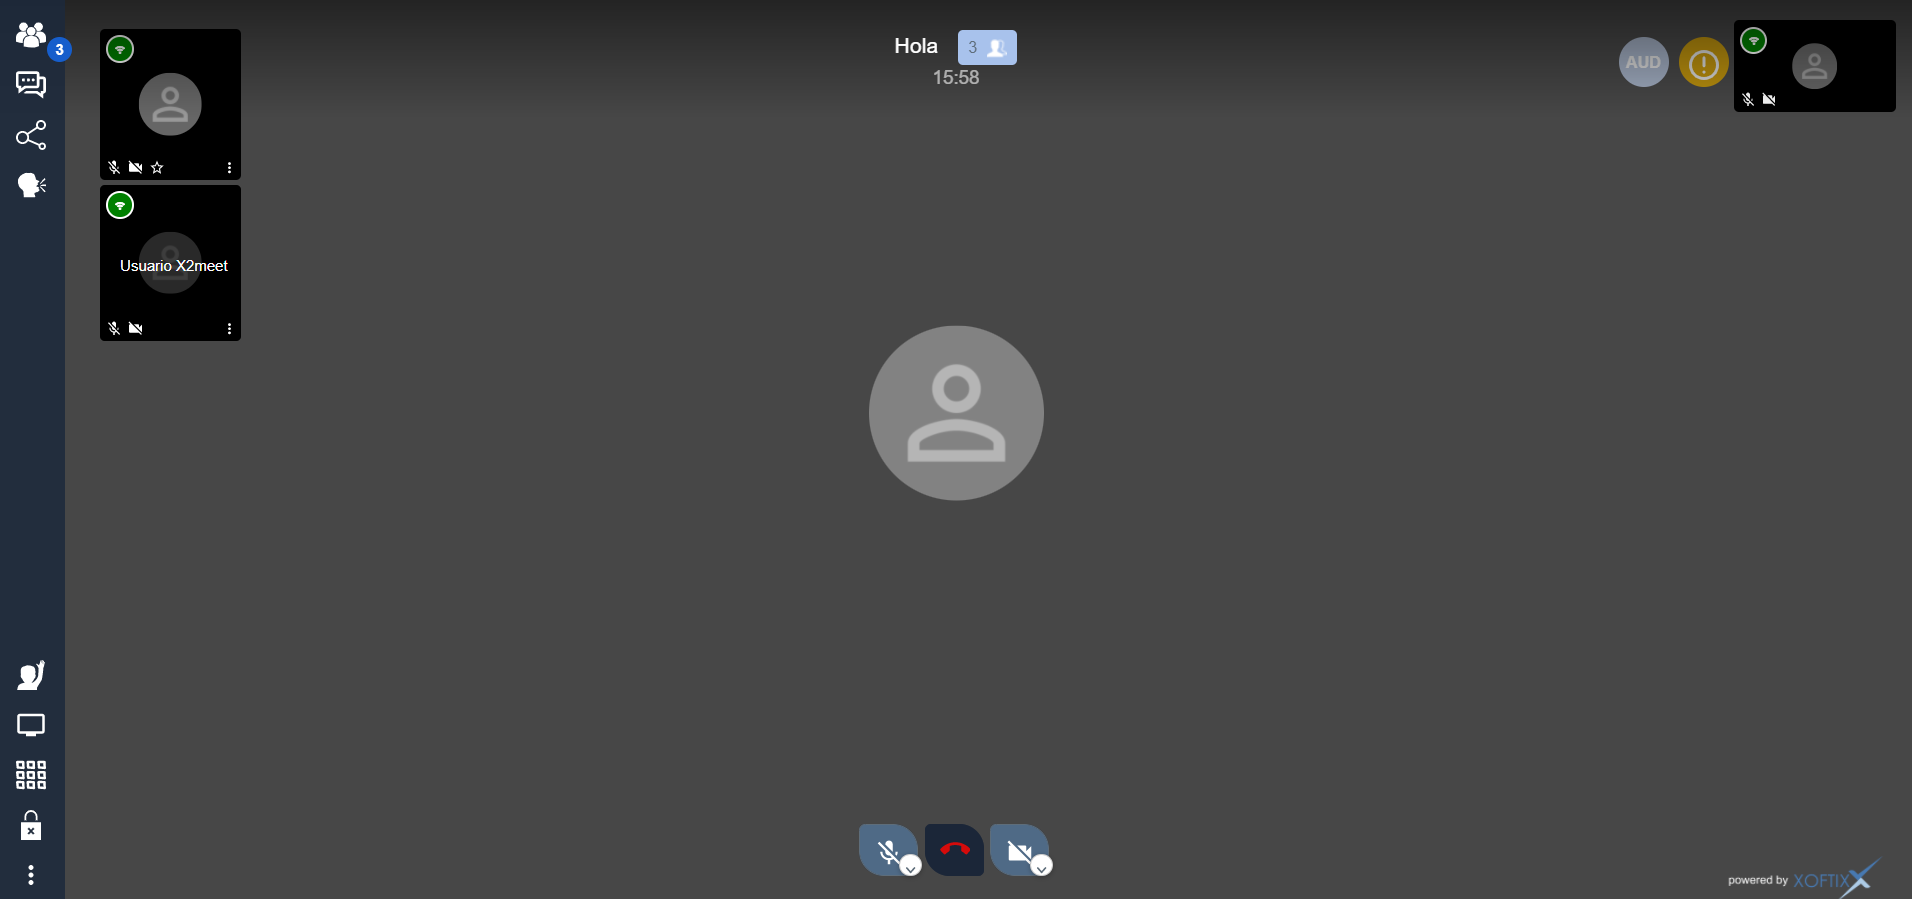 3
Hola
3
15:58
AUD
Usuario X2meet
powered by XOFTIX